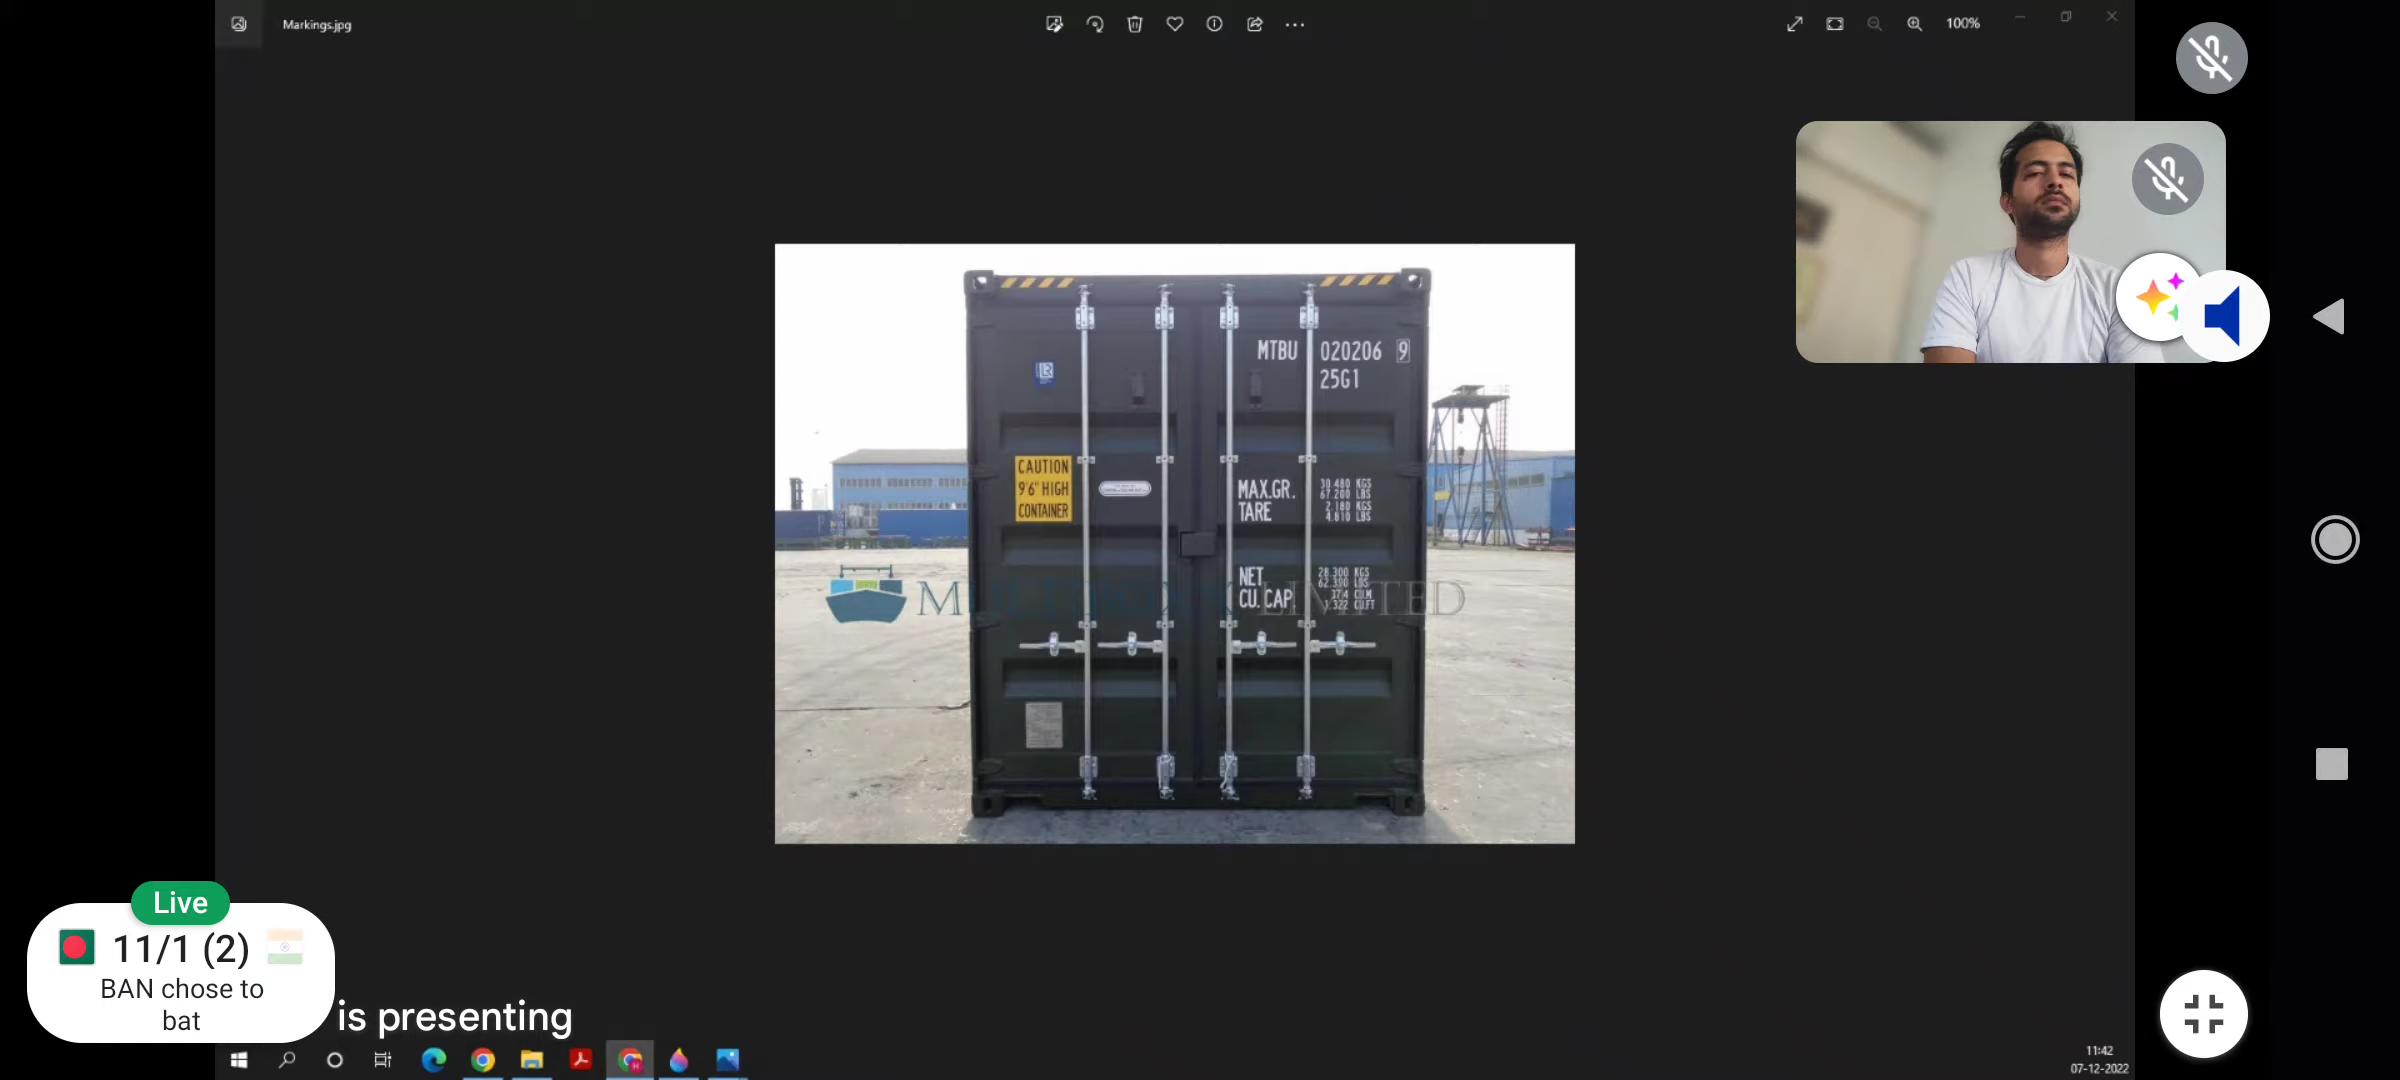 Markings.jpg
100%
MTBU 020206 9
25G1
CAUTION
9'6" HIGH
CONTAINER
MAX.GR. 30.480 KGS
67.200 LBS
TARE 2.180 KGS
4.810 LBS
NET 28.300 KGS
62.390 LBS
CU. CAP. 37.4 CU.M
1.322 CU.FT
LIMITED
Live
11/1 (2)
BAN chose to
bat
is presenting
11:42
07-12-2022